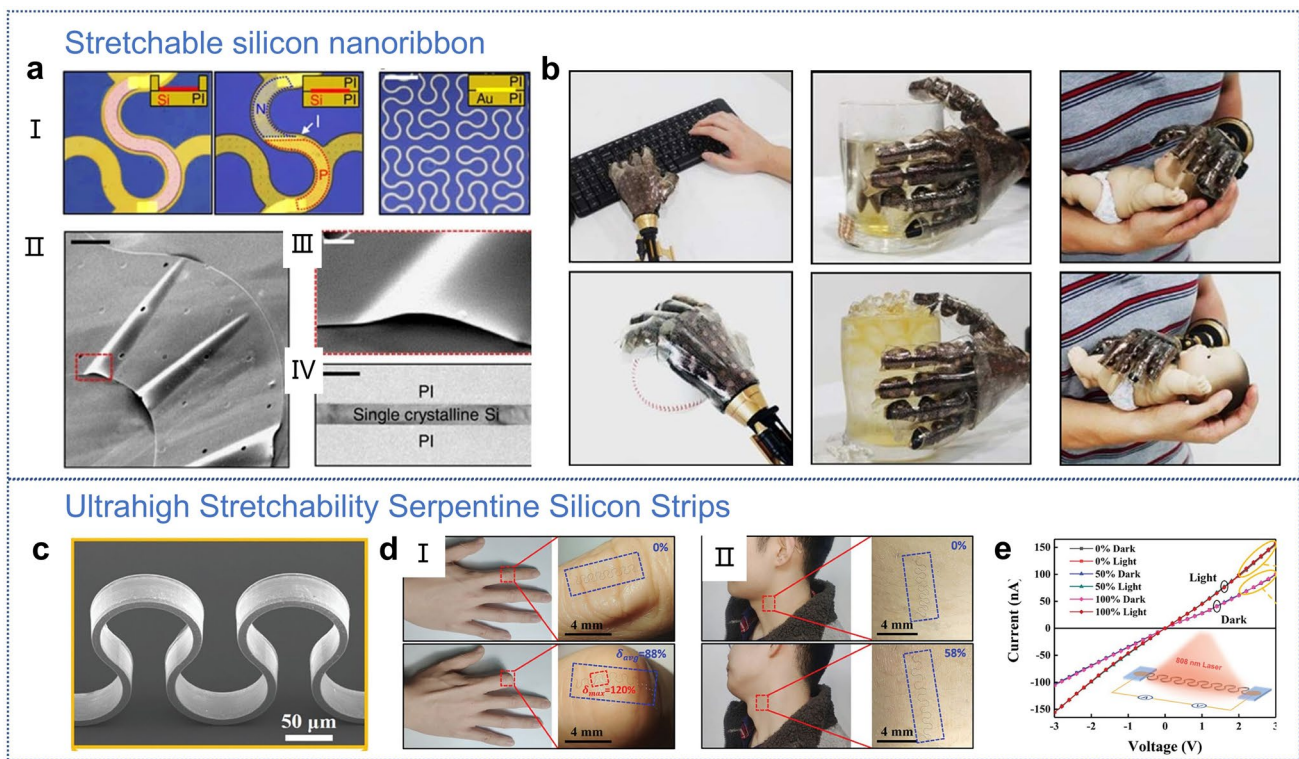 Stretchable silicon nanoribbon
a
b
I
Si
PI
N
I
P
PI
Si
PI
PI
Au
PI
II
III
IV
PI
Single crystalline Si
PI
Ultrahigh Stretchability Serpentine Silicon Strips
c
50 μm
d
I
0%
4 mm
δavg=88%
δmax=120%
4 mm
II
0%
4 mm
58%
4 mm
e
Current (nA)
150
100
50
0
-50
-100
-150
0% Dark
0% Light
50% Dark
50% Light
100% Dark
100% Light
Light
Dark
808 nm Laser
-3 -2 -1 0 1 2 3
Voltage (V)